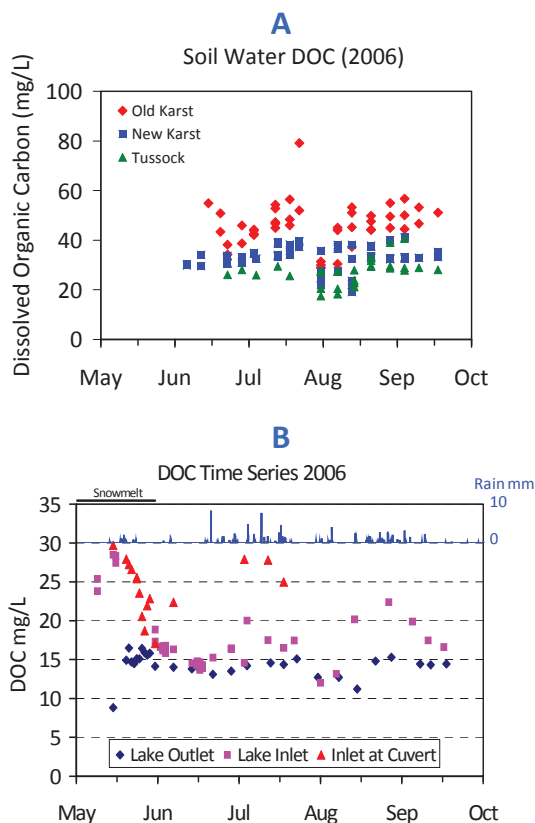 A
Soil Water DOC (2006)
Dissolved Organic Carbon (mg/L)
100
80
60
40
20
0
Old Karst
New Karst
Tussock
May Jun Jul Aug Sep Oct
B
DOC Time Series 2006
Snowmelt
Rain mm
10
0
DOC mg/L
35
30
25
20
15
10
5
0
Lake Outlet Lake Inlet Inlet at Cuvert
May Jun Jul Aug Sep Oct